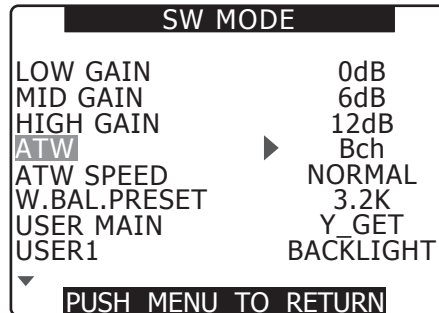 SW MODE
LOW GAIN 0dB
MID GAIN 6dB
HIGH GAIN 12dB
ATW Bch
ATW SPEED NORMAL
W.BAL.PRESET 3.2K
USER MAIN Y_GET
USER1 BACKLIGHT
PUSH MENU TO RETURN